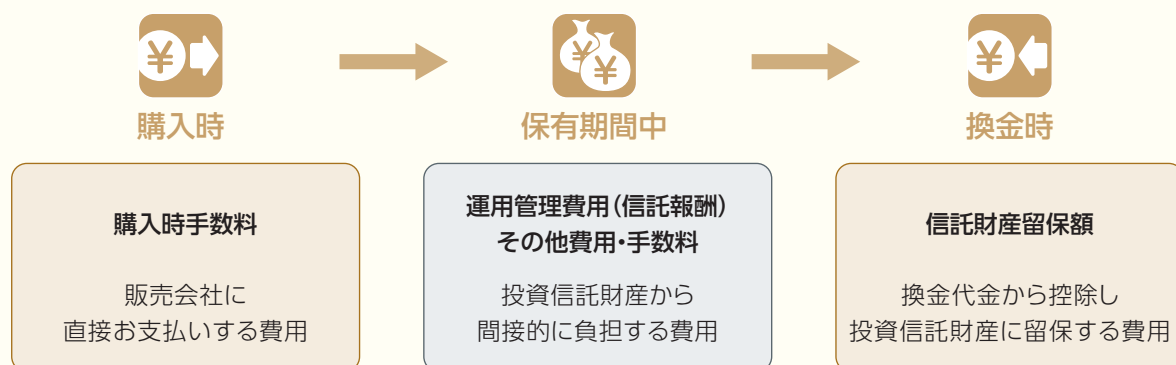 ¥
¥
¥
¥
購入時
保有期間中
換金時
購入時手数料
販売会社に
直接お支払いする費用
運用管理費用(信託報酬)
その他費用・手数料
投資信託財産から
間接的に負担する費用
信託財産留保額
換金代金から控除し
投資信託財産に留保する費用